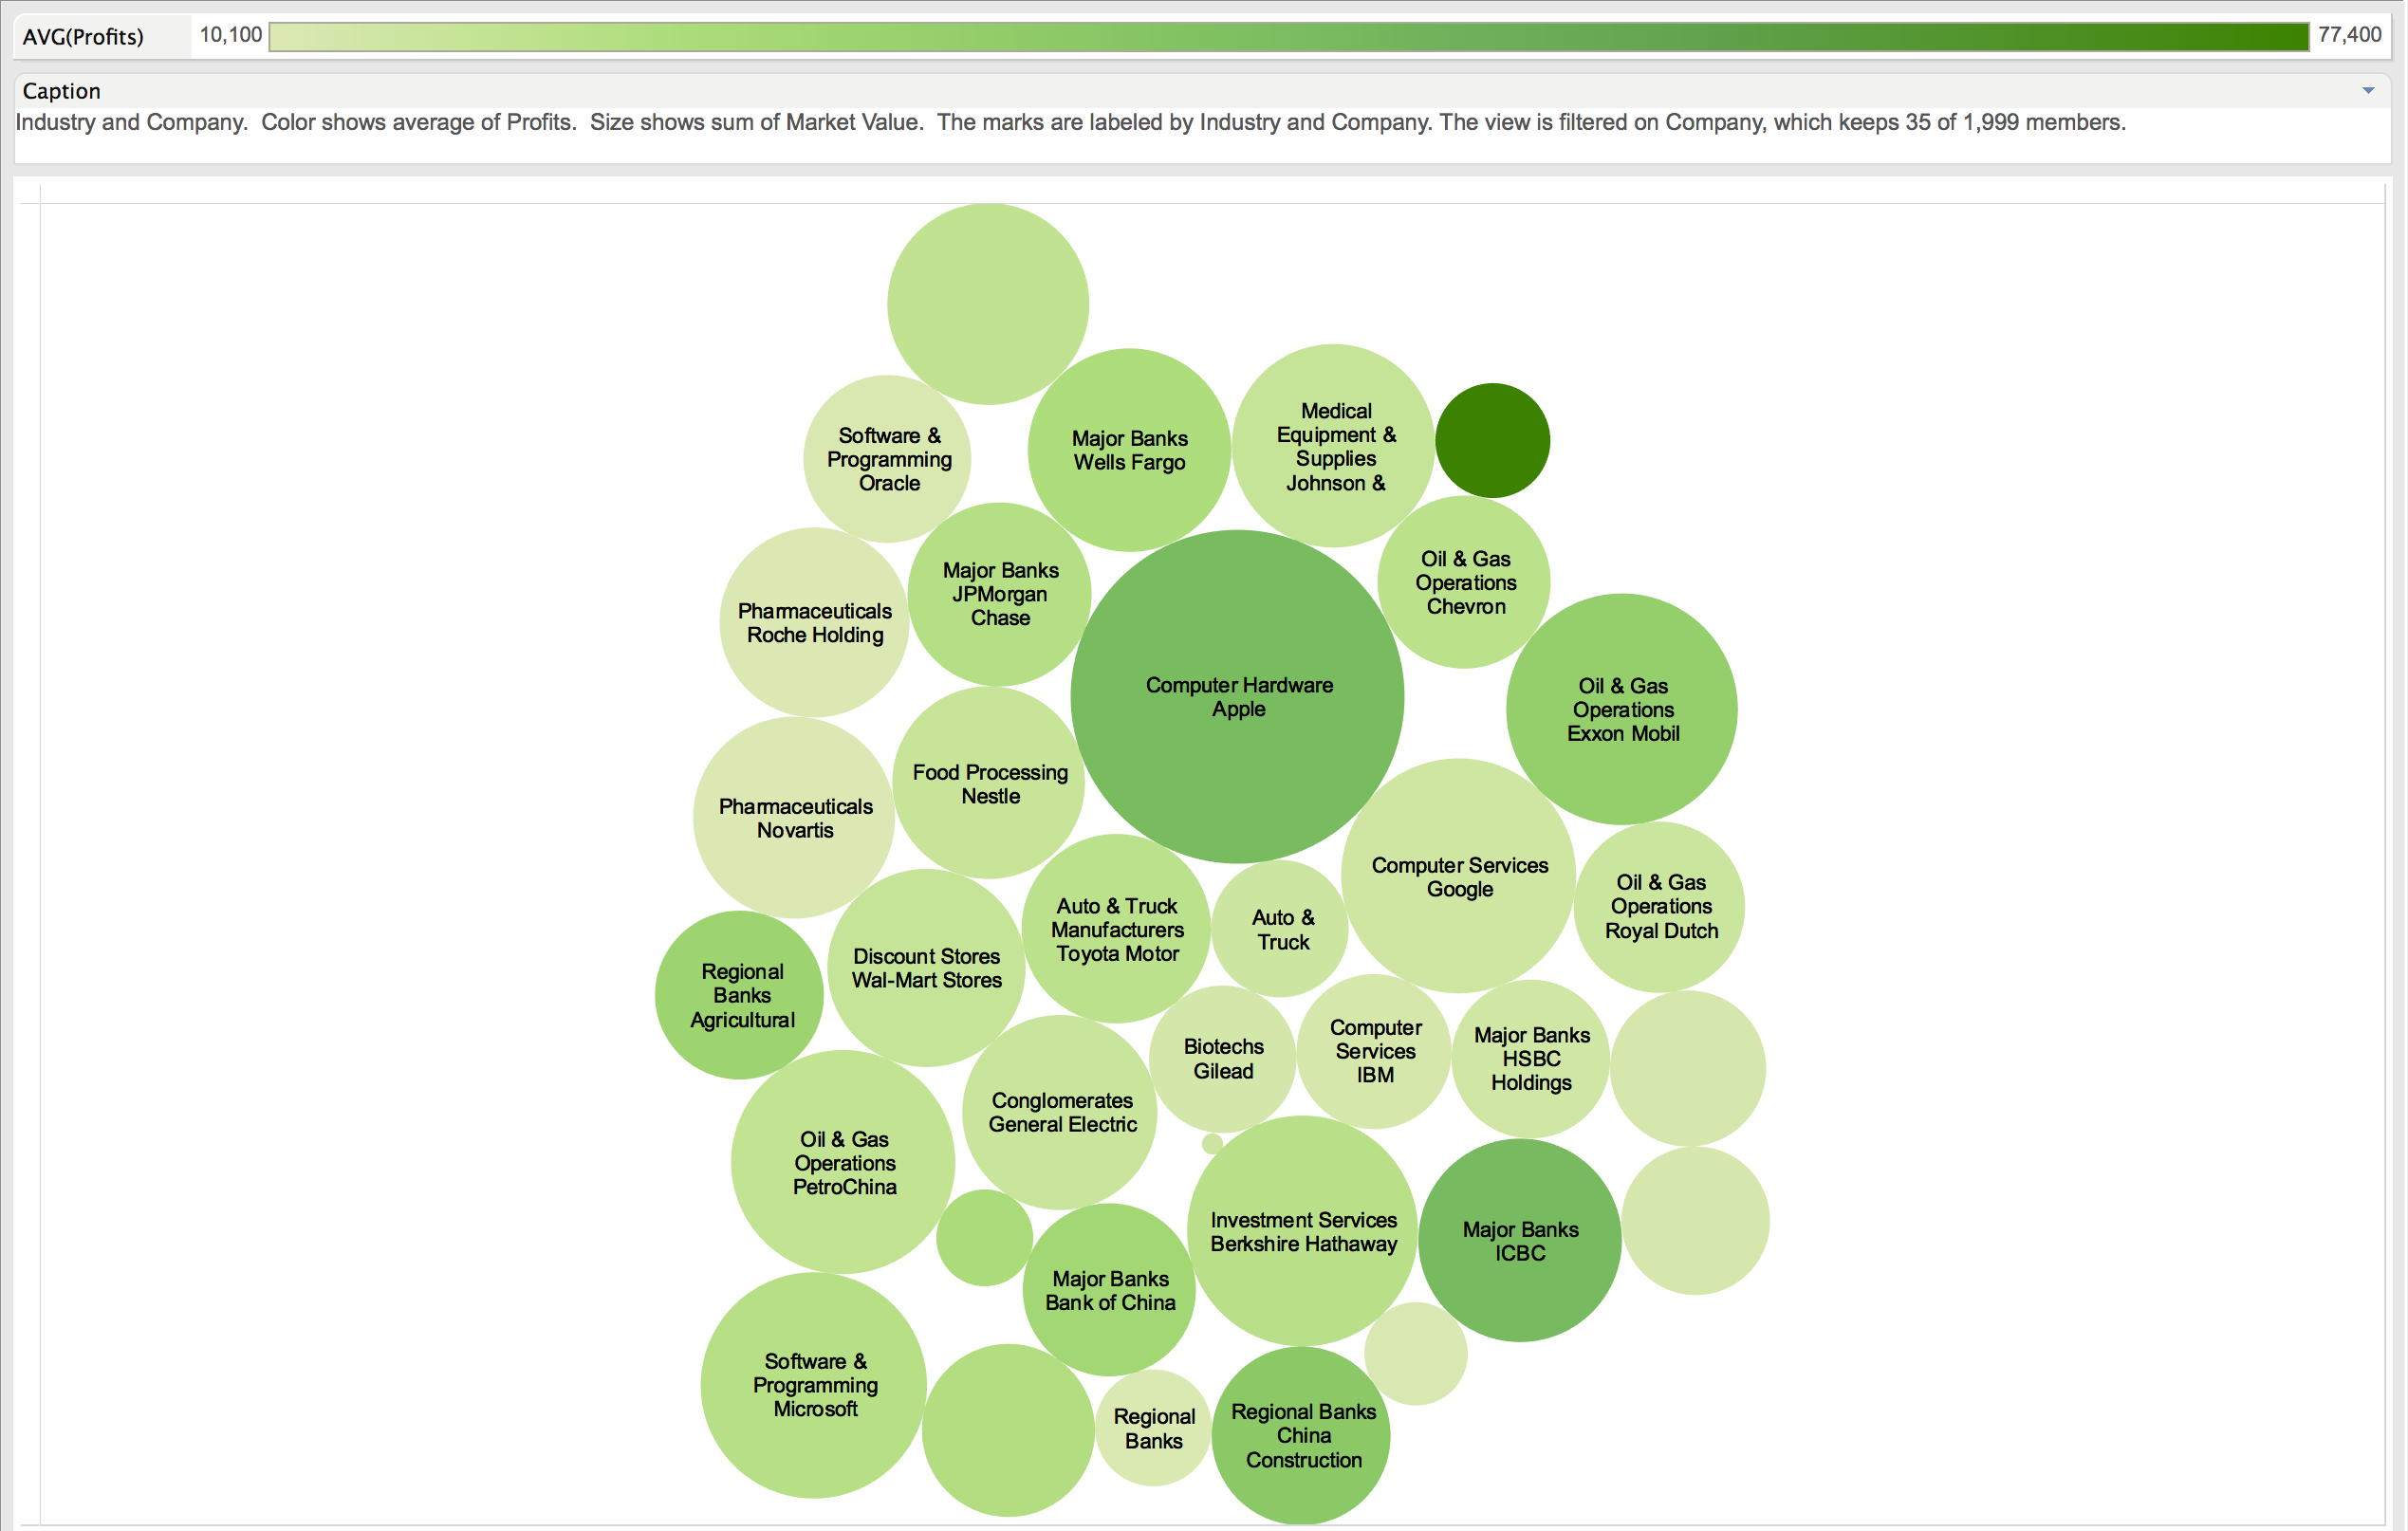 AVG(Profits)
10,100
77,400
Caption
Industry and Company.  Color shows average of Profits.  Size shows sum of Market Value.  The marks are labeled by Industry and Company. The view is filtered on Company, which keeps 35 of 1,999 members.
Software &
Programming
Oracle
Major Banks
Wells Fargo
Medical
Equipment &
Supplies
Johnson &
Major Banks
JPMorgan
Chase
Oil & Gas
Operations
Chevron
Pharmaceuticals
Roche Holding
Computer Hardware
Apple
Oil & Gas
Operations
Exxon Mobil
Food Processing
Nestle
Pharmaceuticals
Novartis
Computer Services
Google
Oil & Gas
Operations
Royal Dutch
Auto & Truck
Manufacturers
Toyota Motor
Auto &
Truck
Discount Stores
Wal-Mart Stores
Regional
Banks
Agricultural
Biotechs
Gilead
Computer
Services
IBM
Major Banks
HSBC
Holdings
Conglomerates
General Electric
Oil & Gas
Operations
PetroChina
Investment Services
Berkshire Hathaway
Major Banks
ICBC
Major Banks
Bank of China
Software &
Programming
Microsoft
Regional
Banks
Regional Banks
China
Construction